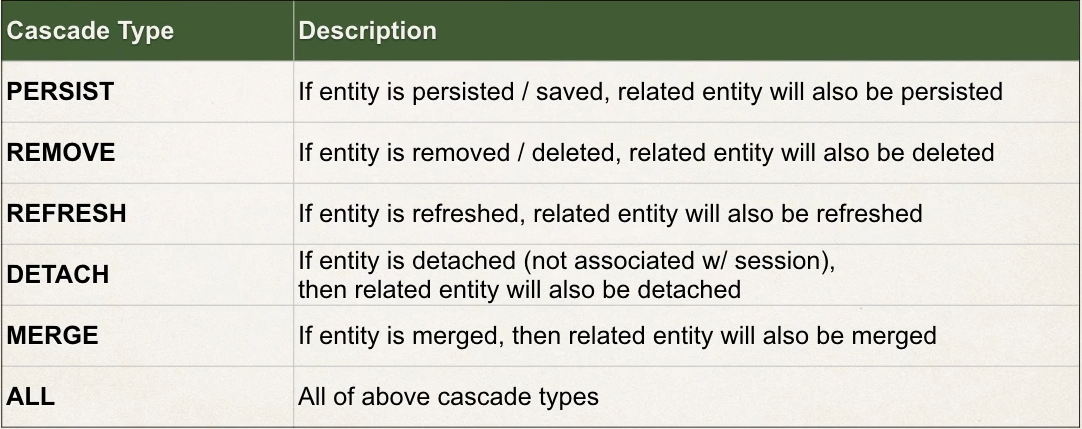 Cascade Type Description
PERSIST If entity is persisted / saved, related entity will also be persisted
REMOVE If entity is removed / deleted, related entity will also be deleted
REFRESH If entity is refreshed, related entity will also be refreshed
DETACH If entity is detached (not associated w/ session),
then related entity will also be detached
MERGE If entity is merged, then related entity will also be merged
ALL All of above cascade types